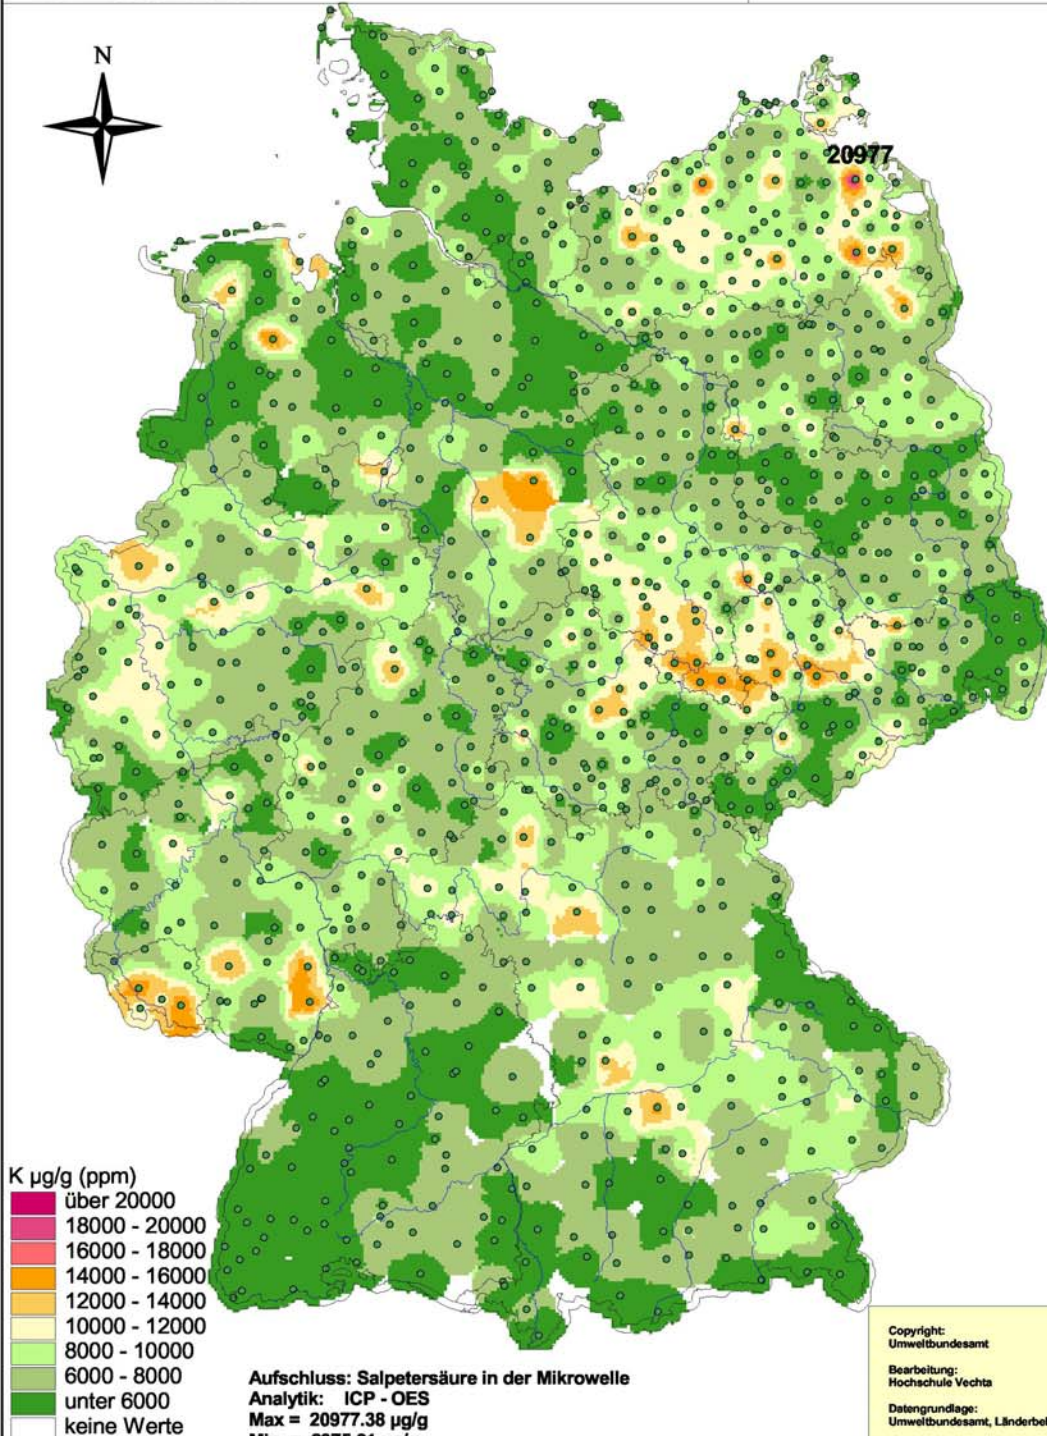 N
20977
K µg/g (ppm)
über 20000
18000 - 20000
16000 - 18000
14000 - 16000
12000 - 14000
10000 - 12000
8000 - 10000
6000 - 8000
unter 6000
keine Werte
Aufschluss: Salpetersäure in der Mikrowelle
Analytik: ICP - OES
Max = 20977.38 µg/g
Copyright:
Umweltbundesamt
Bearbeitung:
Hochschule Vechta
Datengrundlage:
Umweltbundesamt,